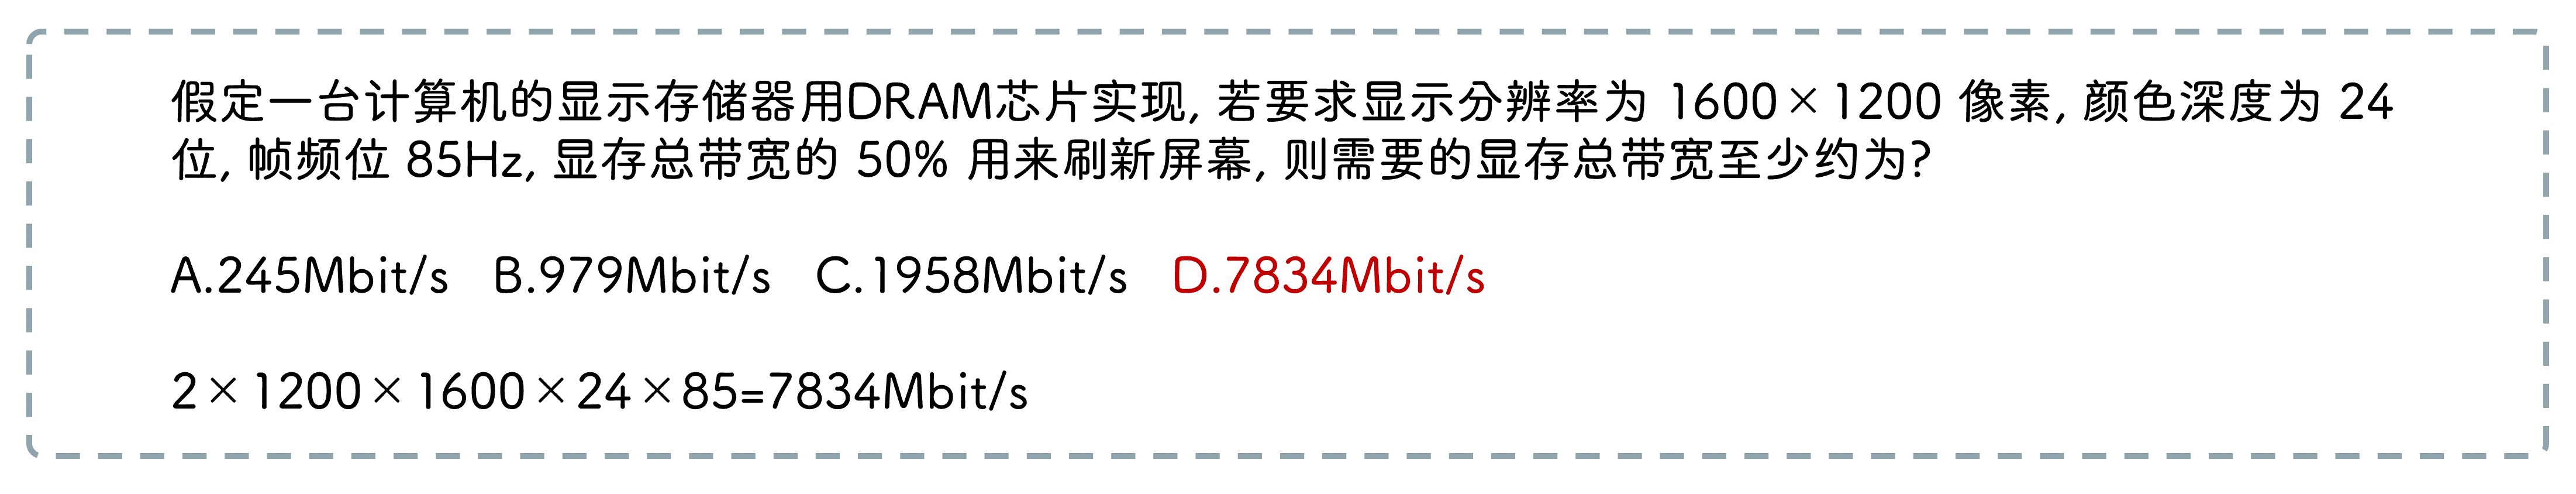 假定一台计算机的显示存储器用DRAM芯片实现, 若要求显示分辨率为 1600×1200 像素, 颜色深度为 24
位, 帧频位 85Hz, 显存总带宽的 50% 用来刷新屏幕, 则需要的显存总带宽至少约为?
A.245Mbit/s B.979Mbit/s C.1958Mbit/s D.7834Mbit/s
2×1200×1600×24×85=7834Mbit/s